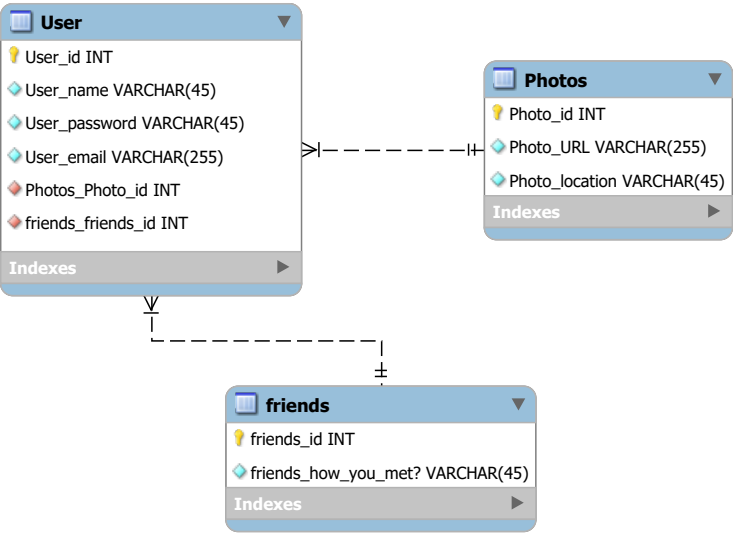 User
User_id INT
User_name VARCHAR(45)
User_password VARCHAR(45)
User_email VARCHAR(255)
Photos_Photo_id INT
friends_friends_id INT
Indexes
Photos
Photo_id INT
Photo_URL VARCHAR(255)
Photo_location VARCHAR(45)
Indexes
friends
friends_id INT
friends_how_you_met? VARCHAR(45)
Indexes